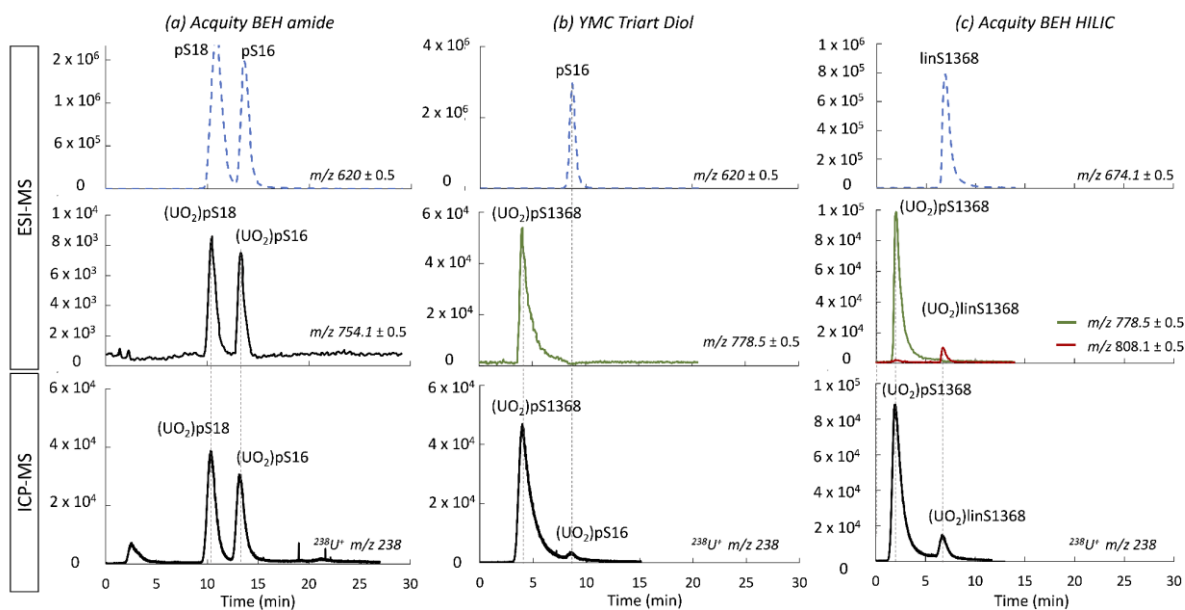 (a) Acquity BEH amide
(b) YMC Triart Diol
(c) Acquity BEH HILIC
ESI-MS
ICP-MS
2 x 10⁶
1 x 10⁶
6 x 10⁵
0
pS18
pS16
m/z 620 ± 0.5
4 x 10⁶
2 x 10⁶
0
pS16
m/z 620 ± 0.5
1 x 10⁶
8 x 10⁵
6 x 10⁵
4 x 10⁵
2 x 10⁵
0
linS1368
m/z 674.1 ± 0.5
1 x 10⁴
8 x 10³
6 x 10³
4 x 10³
2 x 10³
0
(UO₂)pS18
(UO₂)pS16
m/z 754.1 ± 0.5
6 x 10⁴
4 x 10⁴
2 x 10⁴
0
(UO₂)pS1368
m/z 778.5 ± 0.5
1 x 10⁵
8 x 10⁴
6 x 10⁴
4 x 10⁴
2 x 10⁴
0
(UO₂)pS1368
(UO₂)linS1368
m/z 778.5 ± 0.5
m/z 808.1 ± 0.5
6 x 10⁴
4 x 10⁴
2 x 10⁴
0
(UO₂)pS18
(UO₂)pS16
²³⁸U⁺ m/z 238
0 5 10 15 20 25 30
Time (min)
6 x 10⁴
4 x 10⁴
2 x 10⁴
0
(UO₂)pS1368
(UO₂)pS16
²³⁸U⁺ m/z 238
0 5 10 15 20 25 30
Time (min)
1 x 10⁵
8 x 10⁴
6 x 10⁴
4 x 10⁴
2 x 10⁴
0
(UO₂)pS1368
(UO₂)linS1368
²³⁸U⁺ m/z 238
0 5 10 15 20 25 30
Time (min)